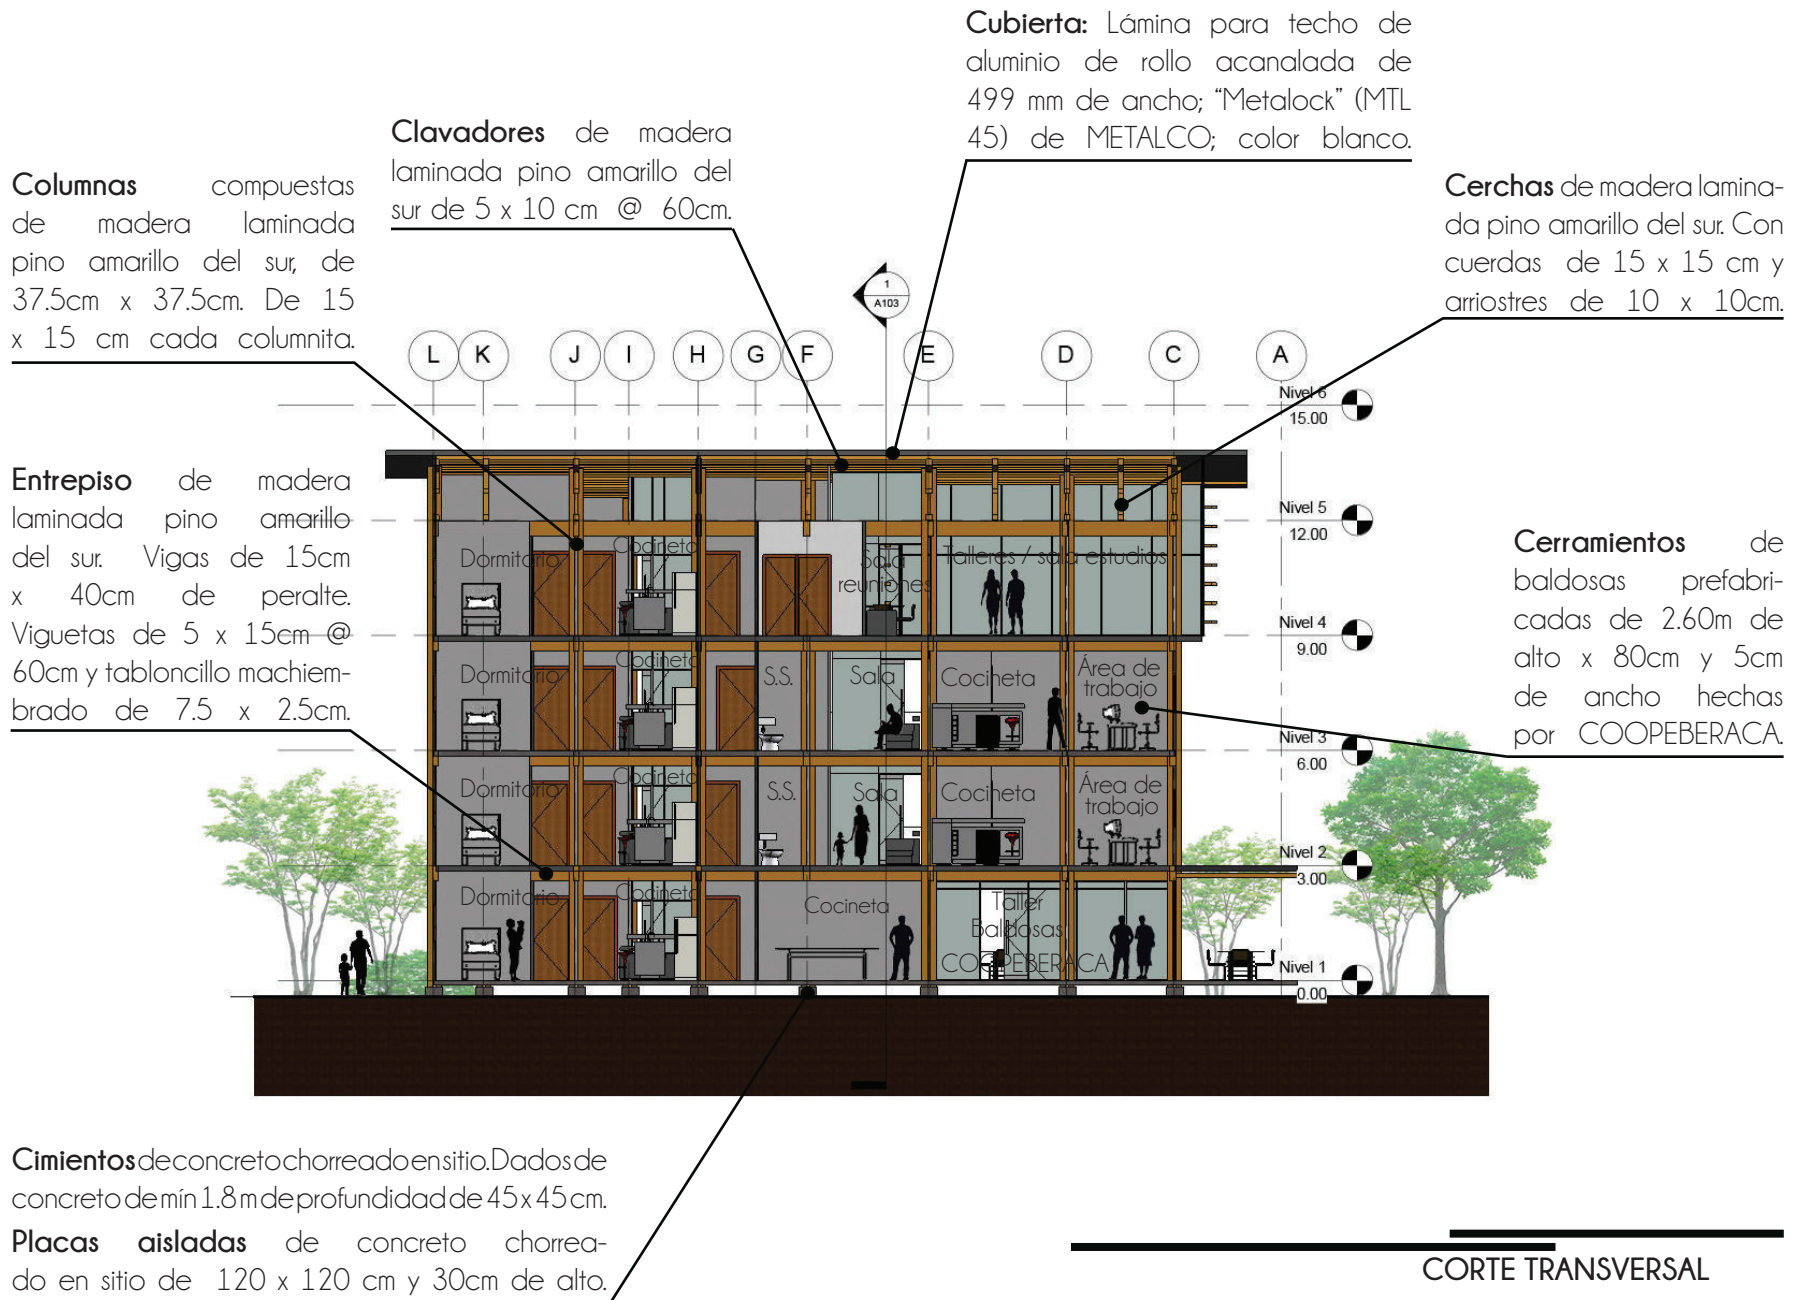 Cubierta: Lámina para techo de
aluminio de rollo acanalada de
499 mm de ancho; “Metalock” (MTL
45) de METALCO; color blanco.
Clavadores de madera
laminada pino amarillo del
sur de 5 x 10 cm @ 60cm.
Columnas compuestas
de madera laminada
pino amarillo del sur, de
37.5cm x 37.5cm. De 15
x 15 cm cada columnita.
Cerchas de madera lamina-
da pino amarillo del sur. Con
cuerdas de 15 x 15 cm y
arriostres de 10 x 10cm.
1
A103
L K J I H G F E D C A
Nivel 6
15.00
Entrepiso de madera
laminada pino amarillo
del sur. Vigas de 15cm
x 40cm de peralte.
Viguetas de 5 x 15cm @
60cm y tabloncillo machiem-
brado de 7.5 x 2.5cm.
Nivel 5
12.00
Cerramientos de
baldosas prefabri-
cadas de 2.60m de
alto x 80cm y 5cm
de ancho hechas
por COOPEBERACA.
Dormitorio Cocineta Sala
reuniones
Talleres / sala estudios
Nivel 4
9.00
Dormitorio Cocineta S.S. Sala Cocineta Área de
trabajo
Nivel 3
6.00
Dormitorio Cocineta S.S. Sala Cocineta Área de
trabajo
Nivel 2
3.00
Dormitorio Cocineta Cocineta Taller
Baldosas
COOPEBERACA
Nivel 1
0.00
Cimientos de concreto chorreado en sitio. Dados de
concreto de mín 1.8 m de profundidad de 45 x 45 cm.
Placas aisladas de concreto chorrea-
do en sitio de 120 x 120 cm y 30cm de alto.
CORTE TRANSVERSAL